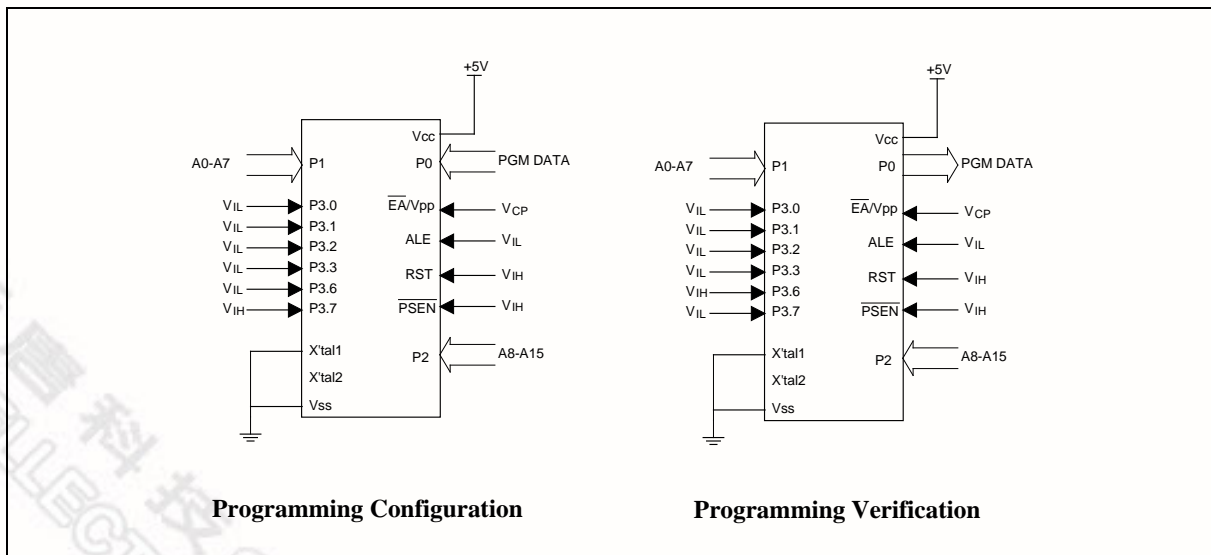 +5V
Vcc
A0-A7
P1
P0
PGM DATA
VIL
P3.0
EA/Vpp
VCP
VIL
P3.1
VIL
P3.2
ALE
VIL
VIL
P3.3
RST
VIH
VIL
P3.6
VIH
P3.7
PSEN
VIH
X'tal1
P2
A8-A15
X'tal2
Vss
Programming Configuration
+5V
Vcc
A0-A7
P1
P0
PGM DATA
VIL
P3.0
EA/Vpp
VCP
VIL
P3.1
VIL
P3.2
ALE
VIL
VIL
P3.3
RST
VIH
VIH
P3.6
VIL
P3.7
PSEN
VIH
X'tal1
P2
A8-A15
X'tal2
Vss
Programming Verification
科技